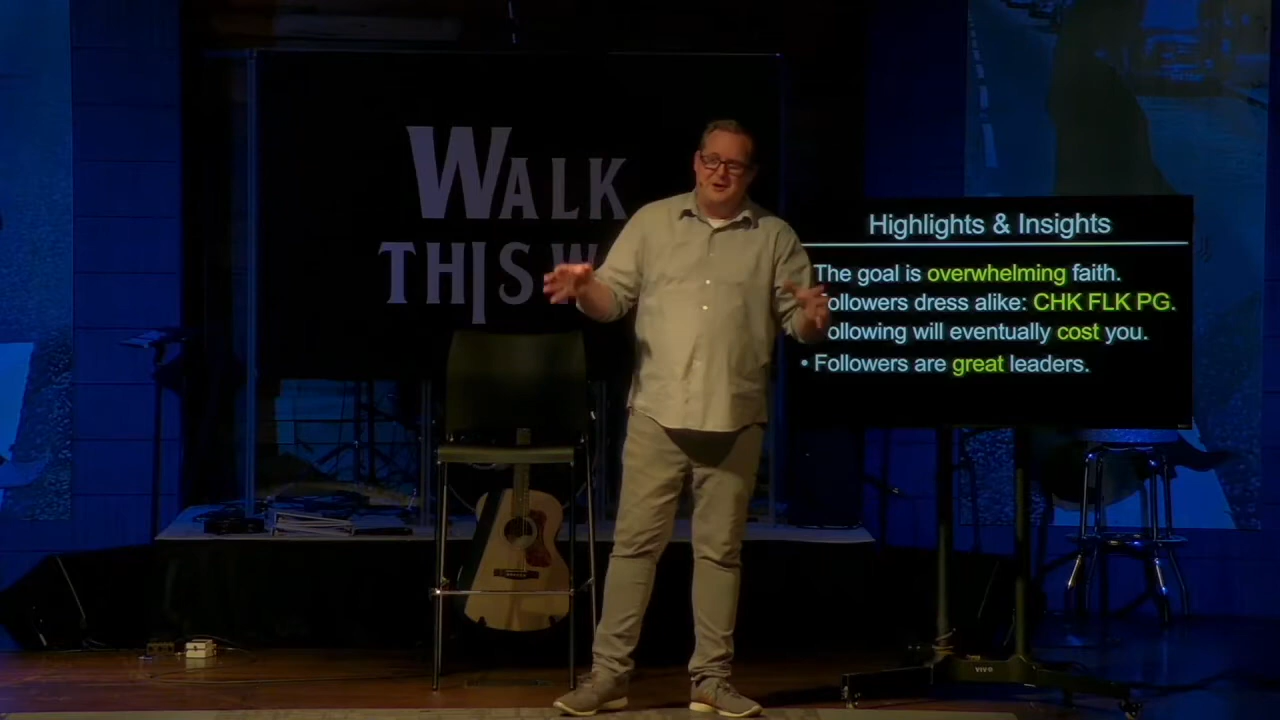 WALK
THIS W
Highlights & Insights
The goal is overwhelming faith.
ollowers dress alike: CHK FLK PG.
ollowing will eventually cost you.
• Followers are great leaders.
VIVO